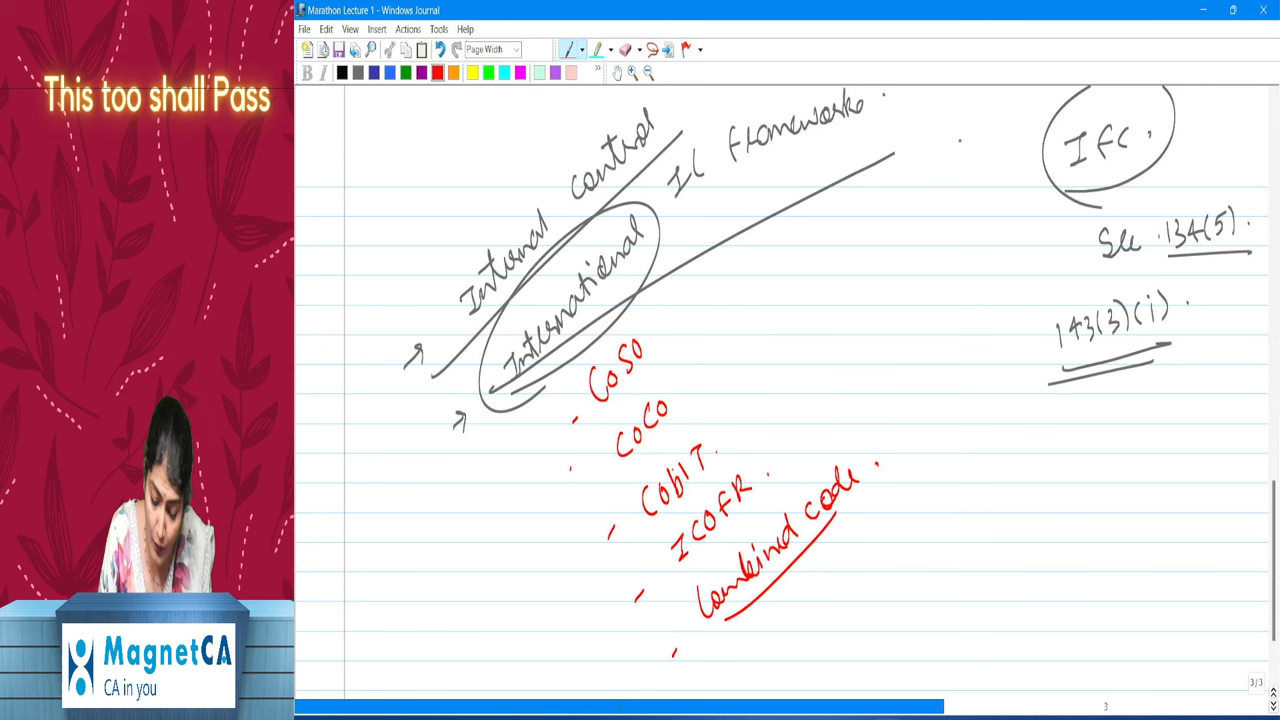 Marathon Lecture 1 - Windows Journal
File Edit View Insert Actions Tools Help
Page Width
B I
This too shall Pass
Internal control
International IC frameworks.
IFC.
Sec 134(5).
143(3)(i).
- COSO
- COCO
- CobIT.
- ICOFR.
- Combined code.
-
MagnetCA
CA in you
3/3
3